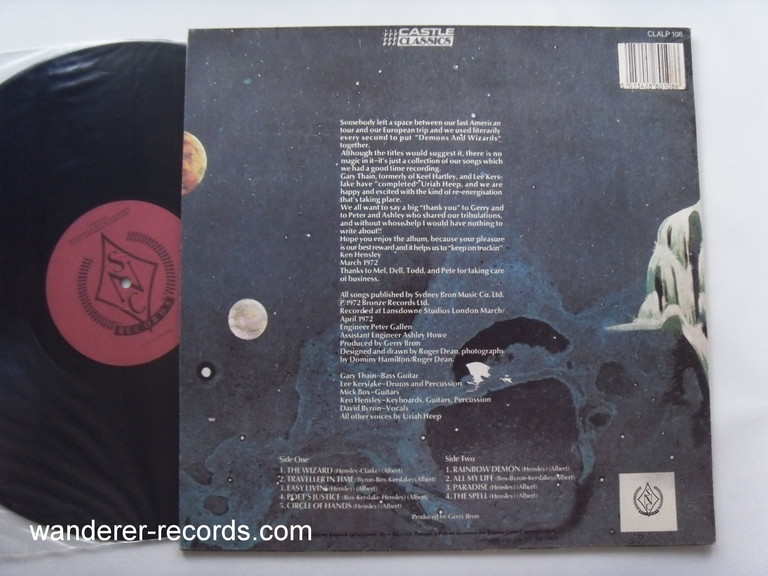 CASTLE
CLASSICS
CLALP 108
Somebody left a space between our last American
tour and our European trip and we used literarily
every second to put "Demons And Wizards"
together.
Although the titles would suggest it, there is no
magic in it–it's just a collection of our songs which
we had a good time recording.
Gary Thain, formerly of Keef Hartley, and Lee Kers-
lake have "completed" Uriah Heep, and we are
happy and excited with the kind of re-energisation
that's taking place.
We all want to say a big "thank you" to Gerry and
to Peter and Ashley who shared our tribulations,
and without whose help I would have nothing to
write about!!
Hope you enjoy the album, because your pleasure
is our best reward and it helps us to "keep on truckin"
Ken Hensley
March 1972
Thanks to Mel, Dell, Todd, and Pete for taking care
of business.
All songs published by Sydney Bron Music Co. Ltd.
℗1972 Bronze Records Ltd.
Recorded at Lansdowne Studios London March/
April 1972
Engineer Peter Gallen
Assistant Engineer Ashley Howe
Produced by Gerry Bron
Designed and drawn by Roger Dean, photography
by Dominy Hamilton/Roger Dean.
Gary Thain–Bass Guitar
Lee Kerslake–Drums and Percussion
Mick Box–Guitars
Ken Hensley–Keyboards, Guitars, Percussion
David Byron–Vocals
All other voices by Uriah Heep
Side One
1. THE WIZARD (Hensley-Clarke) (Albert)
2. TRAVELLER IN TIME (Byron-Box-Kerslake) (Albert)
3. EASY LIVING (Hensley) (Albert)
4. POET'S JUSTICE (Box-Kerslake-Hensley) (Albert)
5. CIRCLE OF HANDS (Hensley) (Albert)
Side Two
1. RAINBOW DEMON (Hensley) (Albert)
2. ALL MY LIFE (Box-Byron-Kerslake) (Albert)
3. PARADISE (Hensley) (Albert)
4. THE SPELL (Hensley) (Albert)
Produced by Gerry Bron
SNC
RECORDS
wanderer-records.com